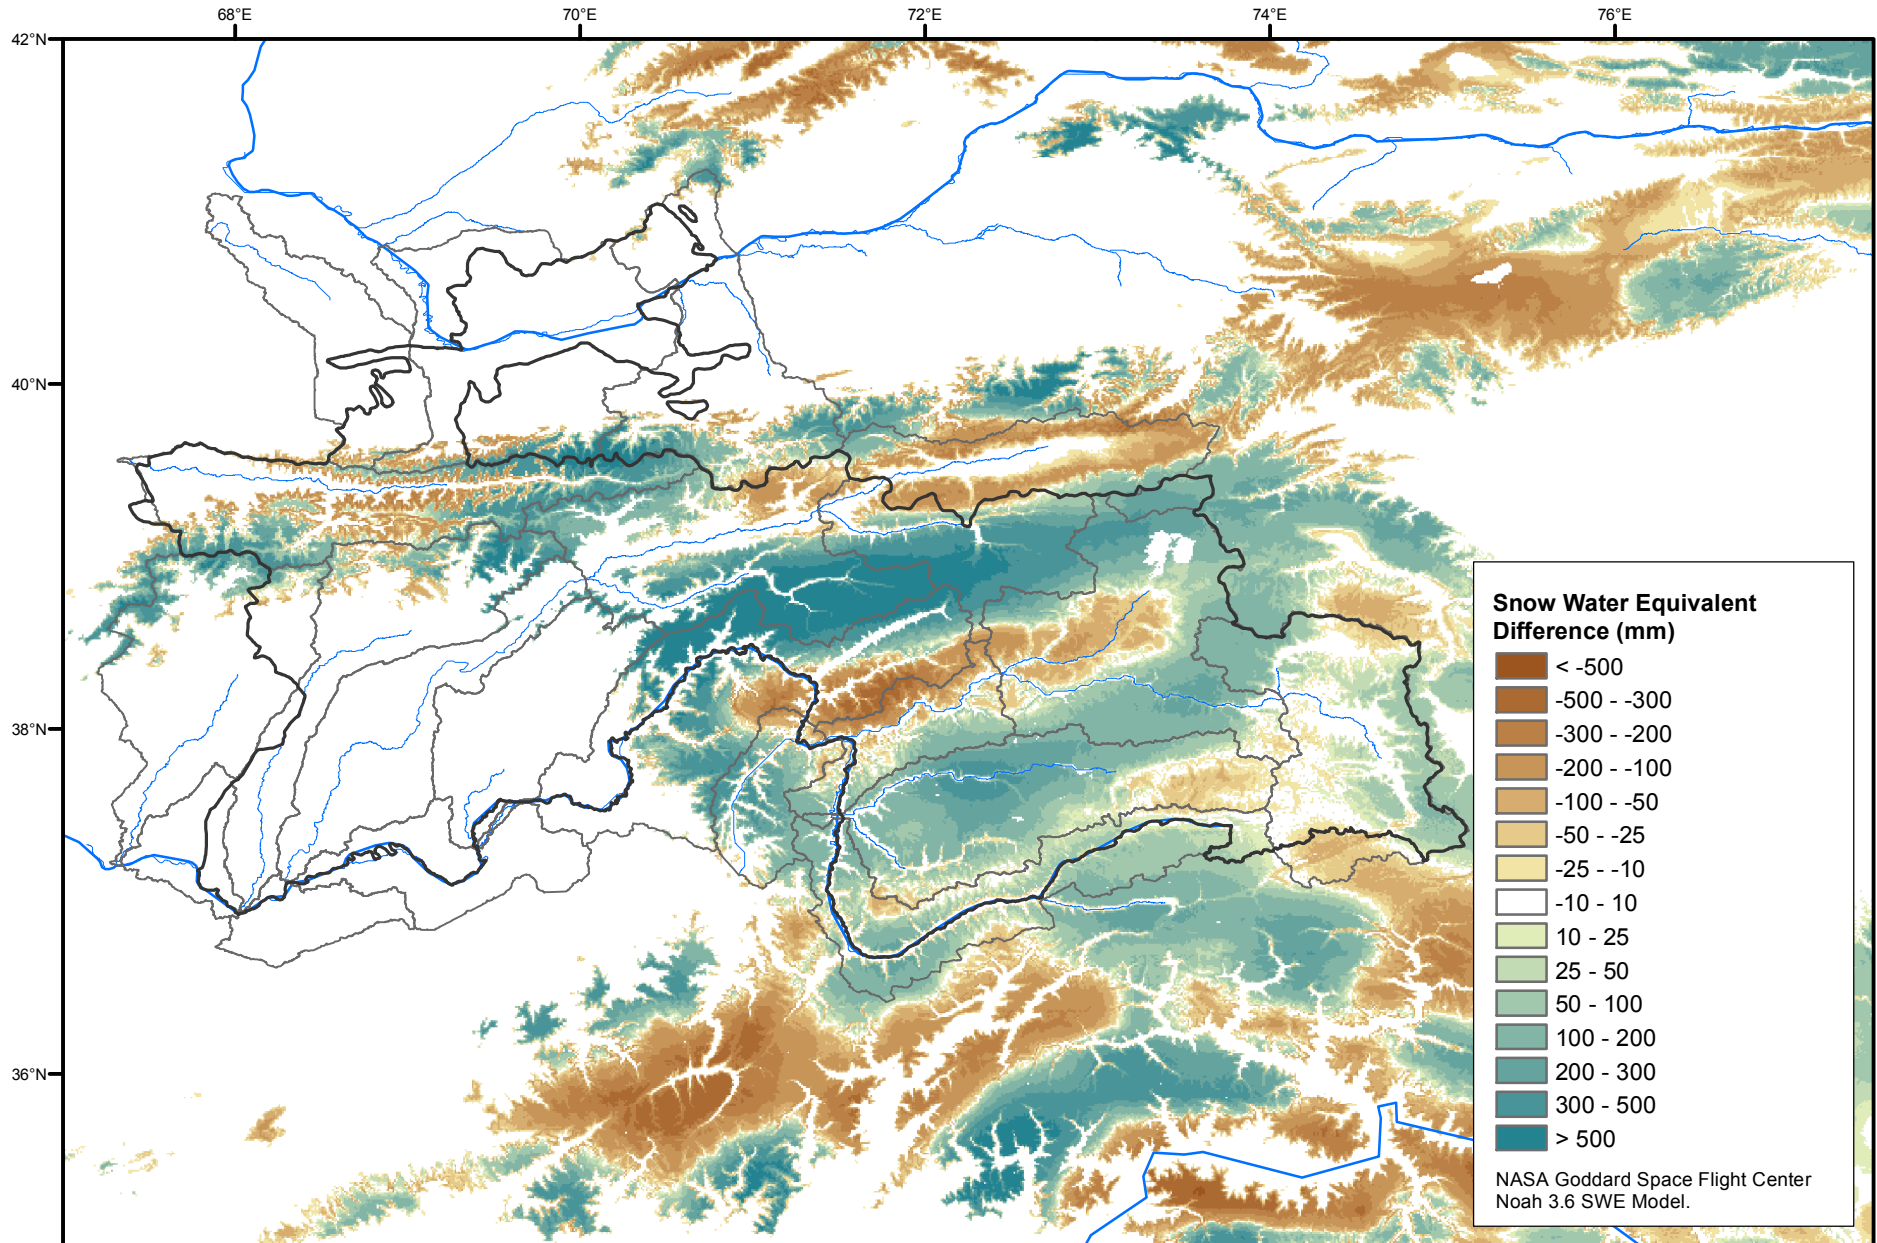 68°E
70°E
72°E
74°E
76°E
42°N
40°N
38°N
36°N
Snow Water Equivalent
Difference (mm)
< -500
-500 - -300
-300 - -200
-200 - -100
-100 - -50
-50 - -25
-25 - -10
-10 - 10
10 - 25
25 - 50
50 - 100
100 - 200
200 - 300
300 - 500
> 500
NASA Goddard Space Flight Center
Noah 3.6 SWE Model.